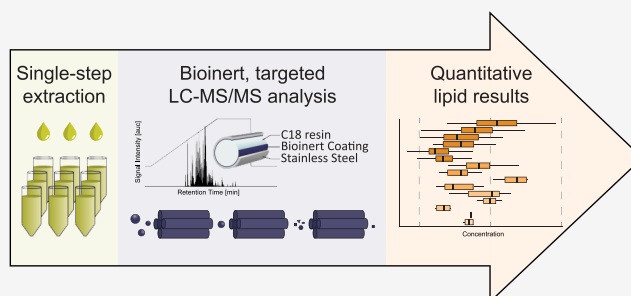 Single-step
extraction
Bioinert, targeted
LC-MS/MS analysis
Quantitative
lipid results
Signal Intensity [auc]
Retention Time [min]
C18 resin
Bioinert Coating
Stainless Steel
Concentration